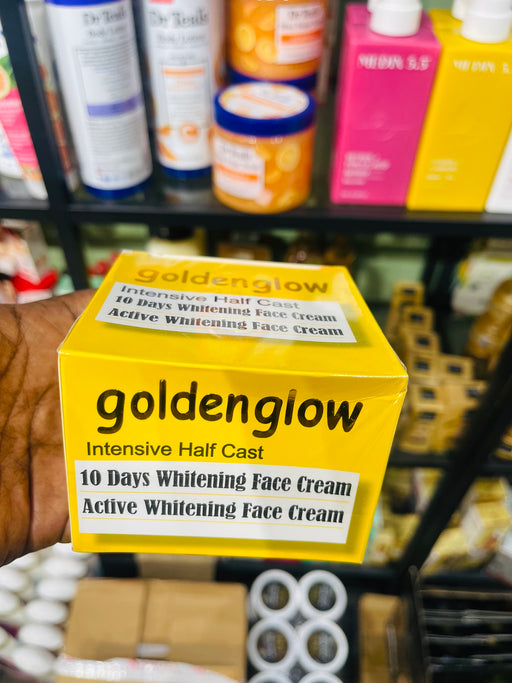 Dr Teal's
Dr Teal's
goldenglow
Intensive Half Cast
10 Days Whitening Face Cream
Active Whitening Face Cream
goldenglow
Intensive Half Cast
10 Days Whitening Face Cream
Active Whitening Face Cream